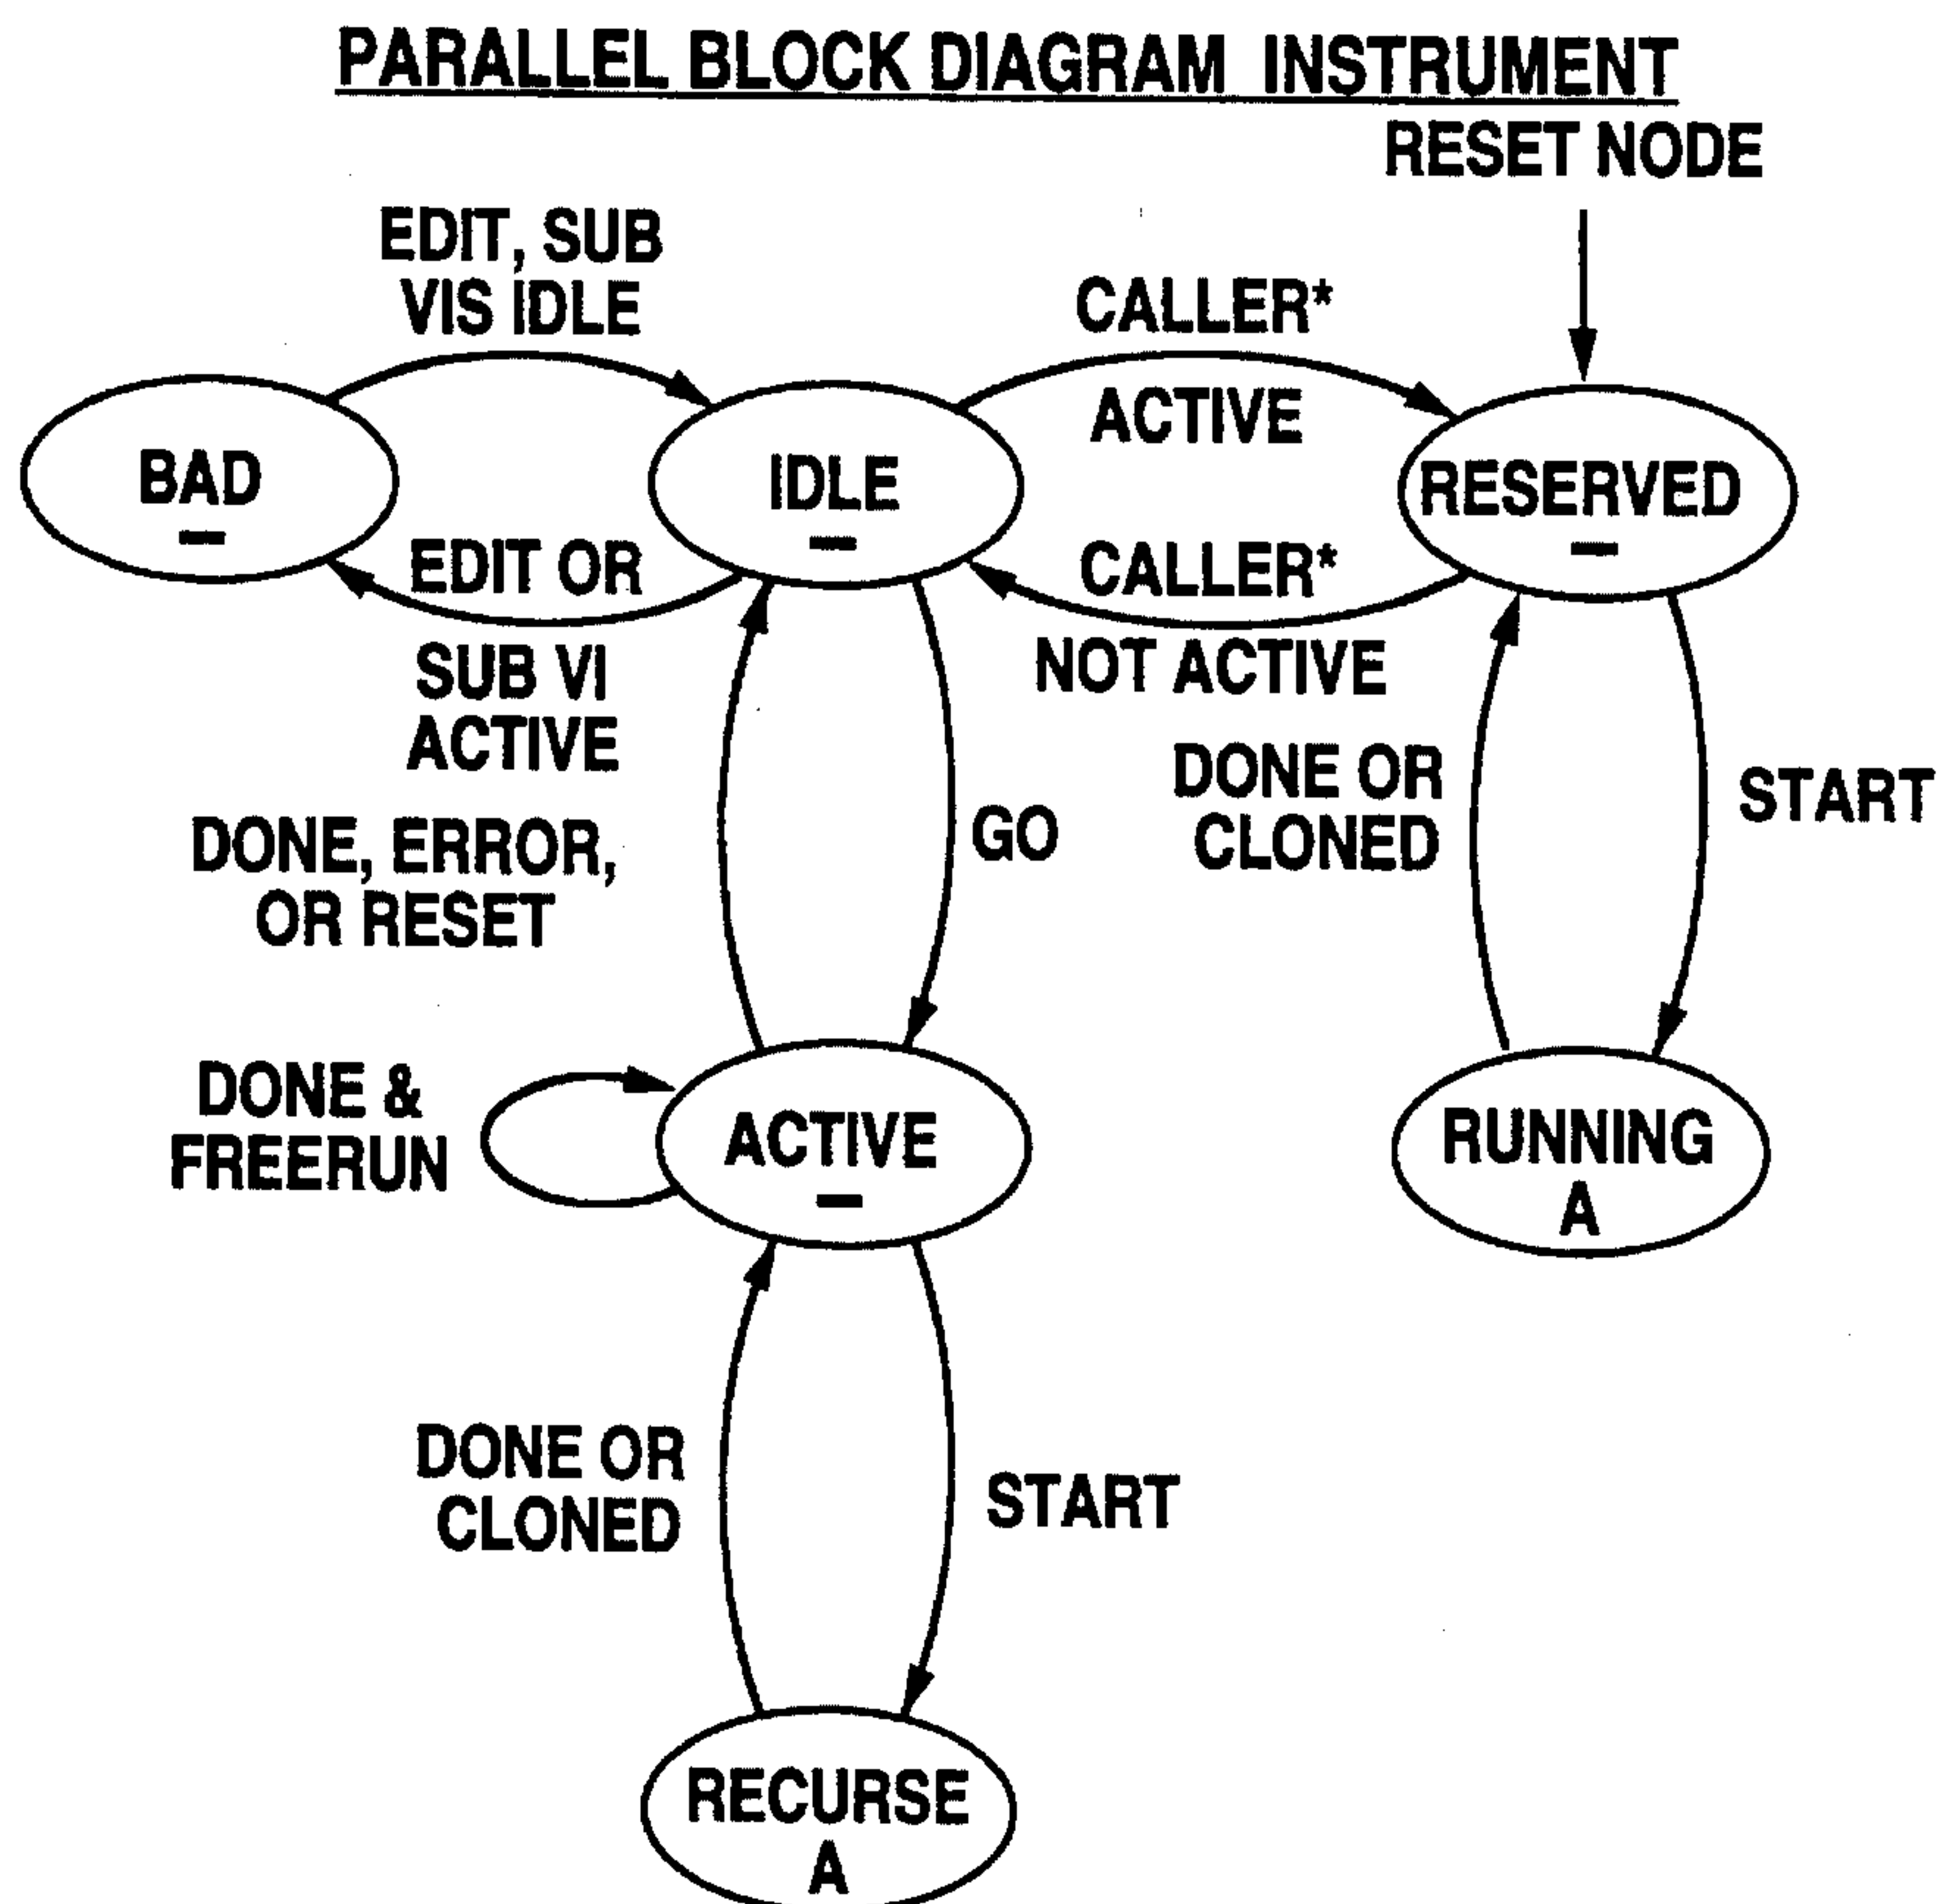 PARALLEL BLOCK DIAGRAM INSTRUMENT
RESET NODE
EDIT, SUB
VIS IDLE
CALLER*
ACTIVE
BAD
–
IDLE
–
RESERVED
–
EDIT OR
SUB VI
ACTIVE
CALLER*
NOT ACTIVE
DONE, ERROR,
OR RESET
GO
DONE OR
CLONED
START
DONE &
FREERUN
ACTIVE
–
RUNNING
A
DONE OR
CLONED
START
RECURSE
A